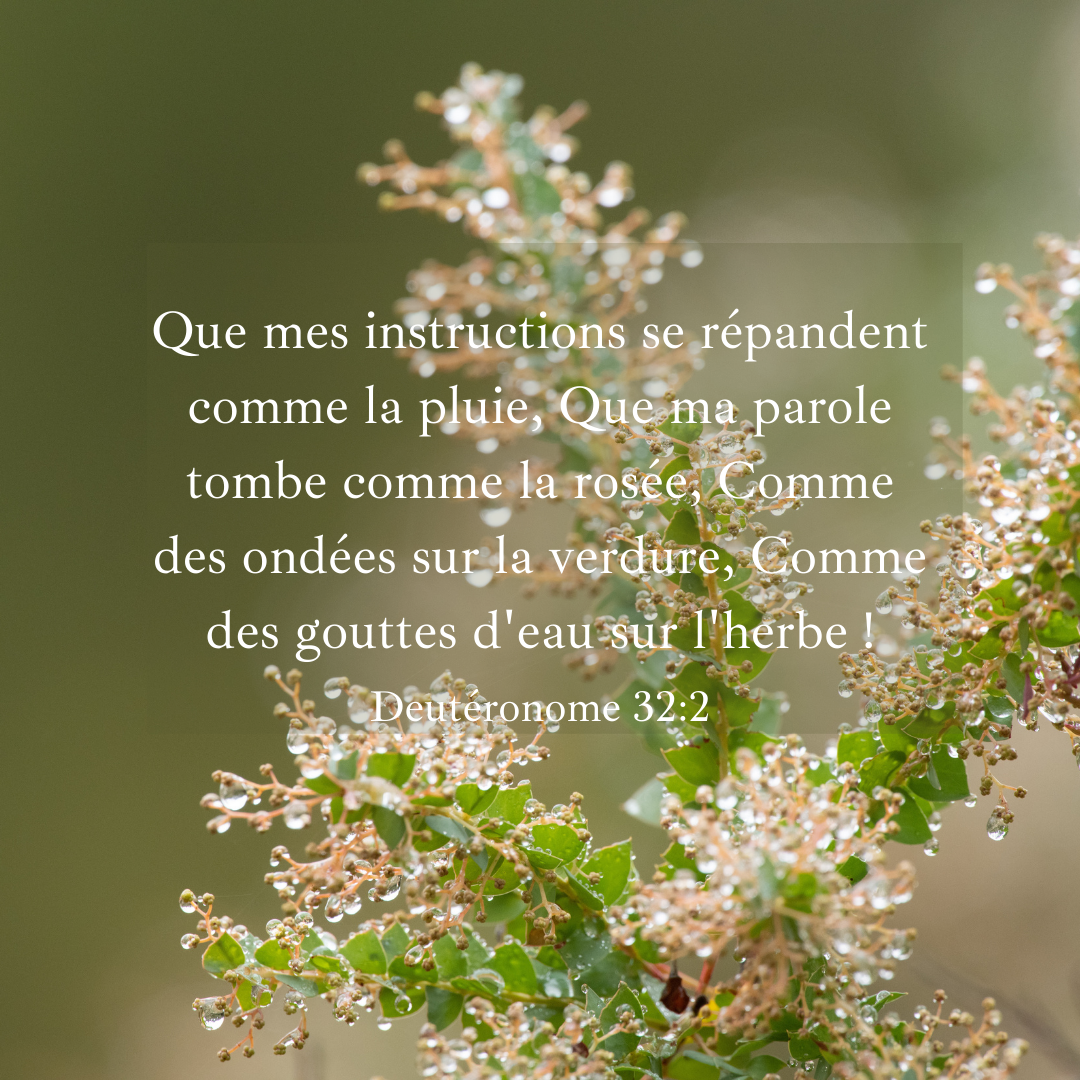 Que mes instructions se répandent
comme la pluie, Que ma parole
tombe comme la rosée, Comme
des ondées sur la verdure, Comme
des gouttes d'eau sur l'herbe !
Deutéronome 32:2